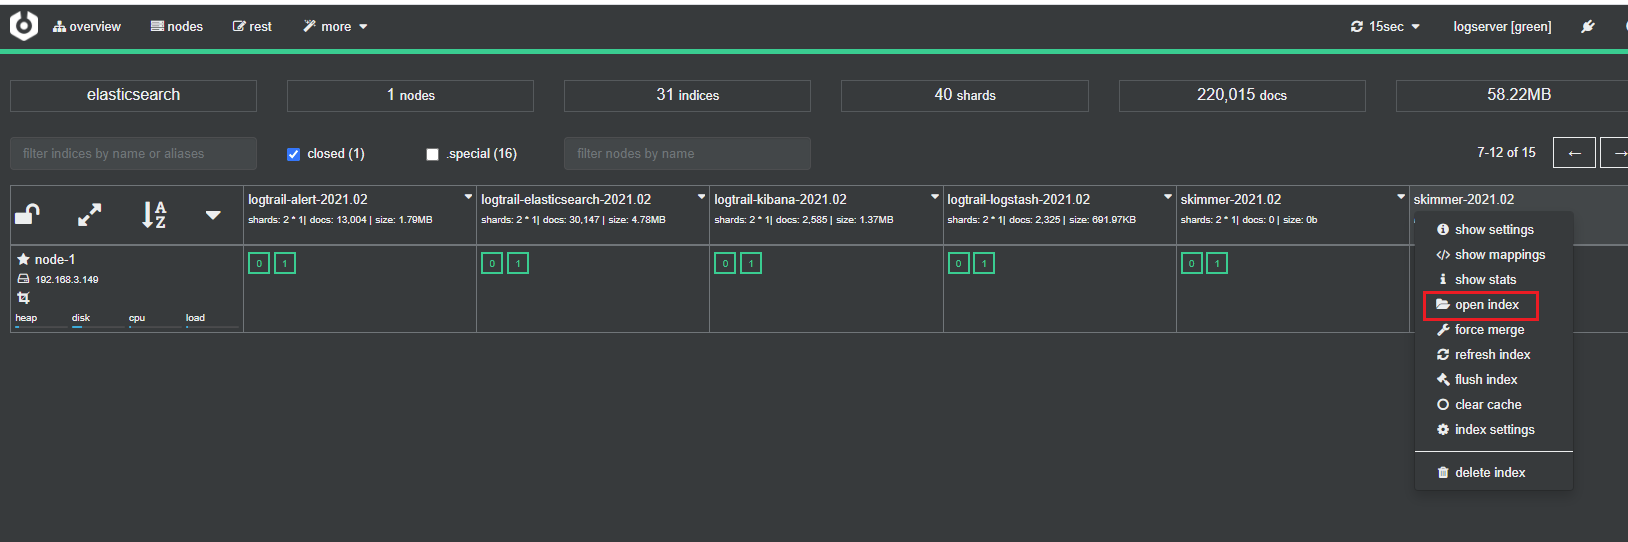 overview nodes rest more 15sec logserver [green]
elasticsearch 1 nodes 31 indices 40 shards 220,015 docs 58.22MB
filter indices by name or aliases closed (1) .special (16) filter nodes by name 7-12 of 15 ← →
A Z logtrail-alert-2021.02 logtrail-elasticsearch-2021.02 logtrail-kibana-2021.02 logtrail-logstash-2021.02 skimmer-2021.02 skimmer-2021.02
shards: 2 * 1| docs: 13,004 | size: 1.79MB shards: 2 * 1| docs: 30,147 | size: 4.78MB shards: 2 * 1| docs: 2,585 | size: 1.37MB shards: 2 * 1| docs: 2,325 | size: 691.97KB shards: 2 * 1| docs: 0 | size: 0b
node-1 0 1 0 1 0 1 0 1 0 1
192.168.3.149
heap disk cpu load
show settings
show mappings
show stats
open index
force merge
refresh index
flush index
clear cache
index settings
delete index